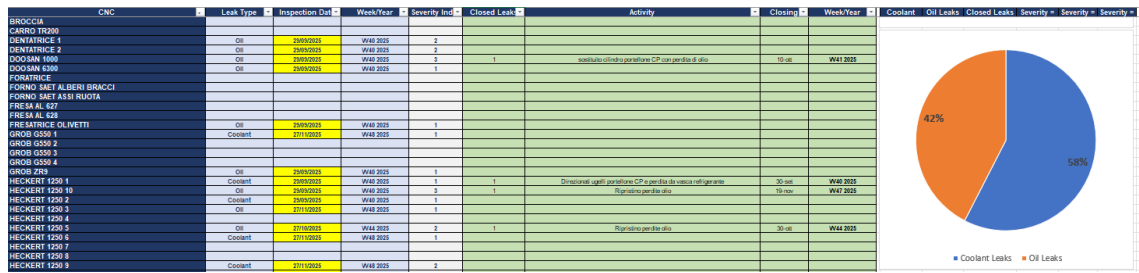 CNC Leak Type Inspection Dat Week/Year Severity Ind Closed Leaks Activity Closing Week/Year Coolant Oil Leaks Closed Leaks Severity = Severity = Severity =
BROCCIA
CARRO TR200
DENTATRICE 1 Oil 29/09/2025 W40 2025 2
DENTATRICE 2 Oil 29/09/2025 W40 2025 2
DOOSAN 1000 Oil 29/09/2025 W40 2025 3 1 sostituito cilindro portellone CP con perdita di olio 10-ott W41 2025
DOOSAN 6300 Oil 29/09/2025 W40 2025 1
FORATRICE
FORNO SAET ALBERI BRACCI
FORNO SAET ASSI RUOTA
FRESA AL 627
FRESA AL 628
FRESATRICE OLIVETTI Oil 29/09/2025 W40 2025 1
GROB G550 1 Coolant 27/11/2025 W48 2025 1
GROB G550 2
GROB G550 3
GROB G550 4
GROB ZR9 Oil 29/09/2025 W40 2025 1
HECKERT 1250 1 Coolant 29/09/2025 W40 2025 1 1 Direzionati ugelli portellone CP e perdita da vasca refrigerante 30-set W40 2025
HECKERT 1250 10 Oil 29/09/2025 W40 2025 3 1 Ripristino perdite olio 19-nov W47 2025
HECKERT 1250 2 Coolant 29/09/2025 W40 2025 1
HECKERT 1250 3 Oil 27/11/2025 W48 2025 1
HECKERT 1250 4
HECKERT 1250 5 Oil 27/10/2025 W44 2025 2 1 Ripristino perdite olio 30-ott W44 2025
HECKERT 1250 6 Coolant 27/11/2025 W48 2025 1
HECKERT 1250 7
HECKERT 1250 8
HECKERT 1250 9 Coolant 27/11/2025 W48 2025 2
42%
58%
Coolant Leaks Oil Leaks